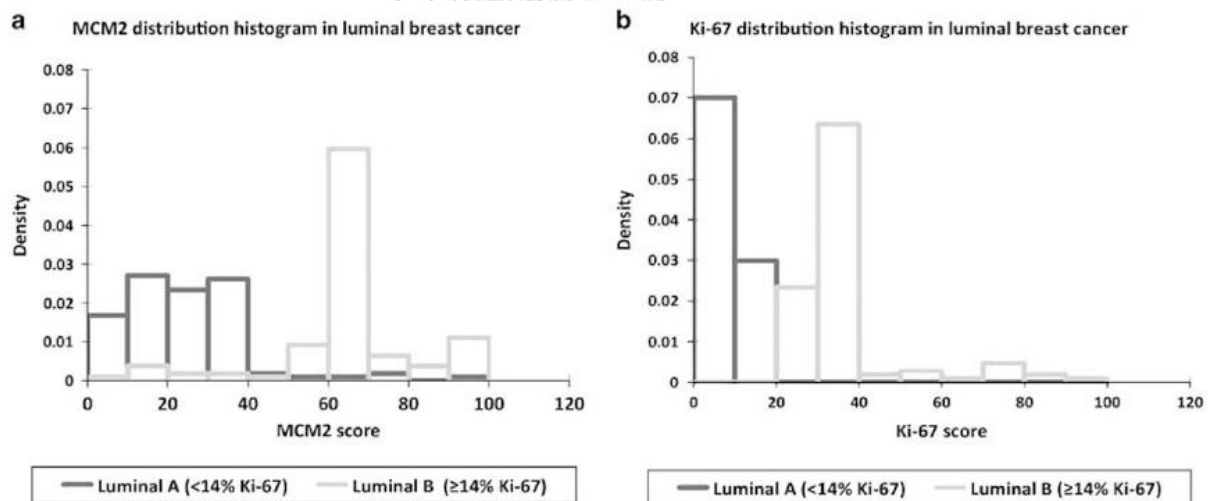 a MCM2 distribution histogram in luminal breast cancer
0.08
0.07
0.06
0.05
0.04
0.03
0.02
0.01
0
Density
0 20 40 60 80 100 120
MCM2 score
Luminal A (<14% Ki-67) Luminal B (≥14% Ki-67)
b Ki-67 distribution histogram in luminal breast cancer
0.08
0.07
0.06
0.05
0.04
0.03
0.02
0.01
0
Density
0 20 40 60 80 100 120
Ki-67 score
Luminal A (<14% Ki-67) Luminal B (≥14% Ki-67)